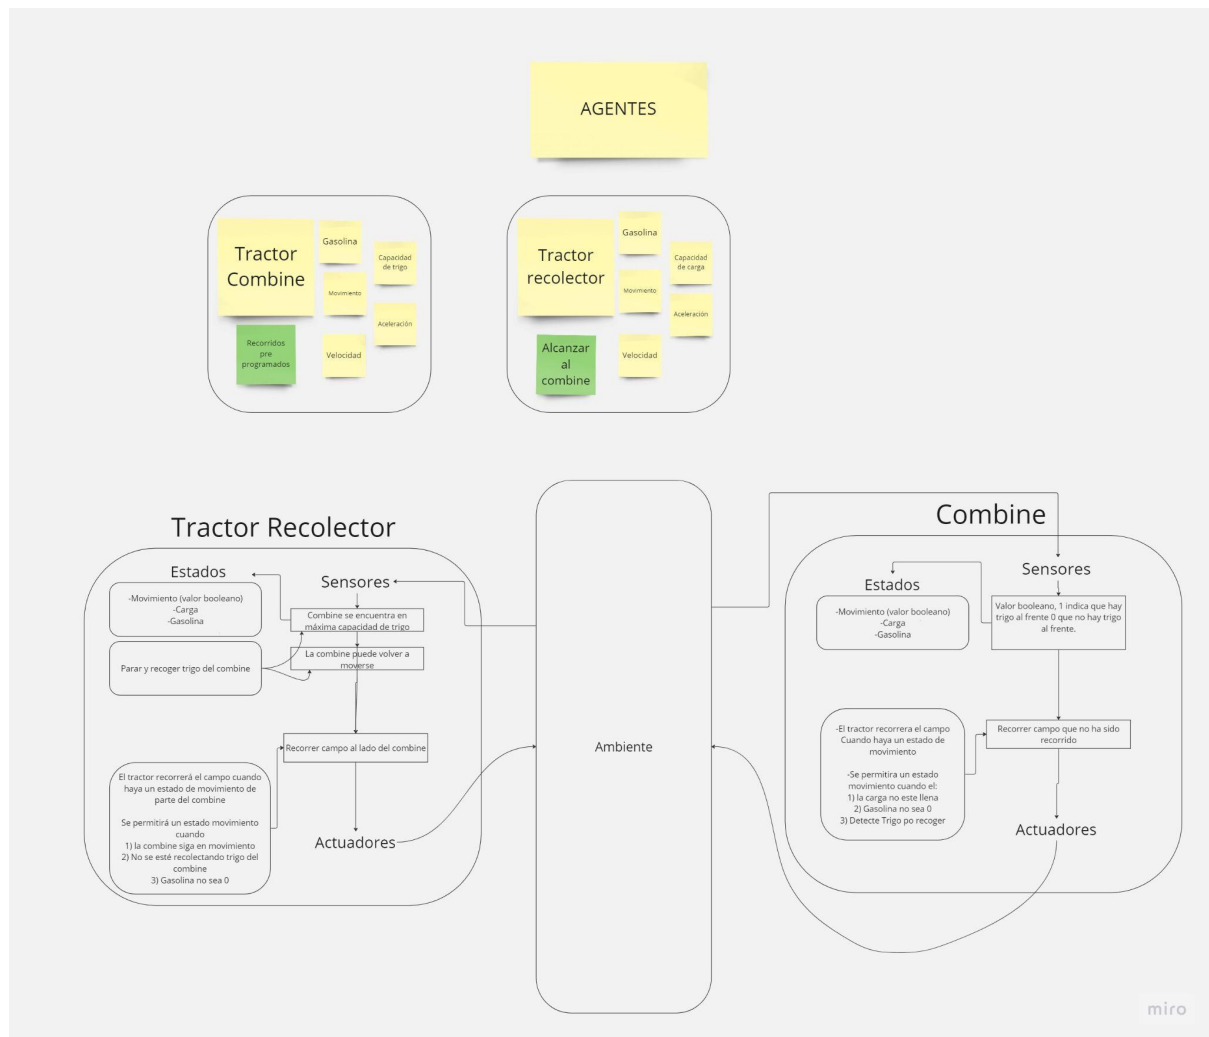 AGENTES
Tractor
Combine
Gasolina
Capacidad
de trigo
Movimiento
Aceleración
Recorridos
pre
programados
Velocidad
Tractor
recolector
Gasolina
Capacidad
de carga
Movimiento
Aceleración
Alcanzar
al
combine
Velocidad
Tractor Recolector
Estados
-Movimiento (valor booleano)
-Carga
-Gasolina
Sensores
Combine se encuentra en
máxima capacidad de trigo
Parar y recoger trigo del combine
La combine puede volver a
moverse
Recorrer campo al lado del combine
El tractor recorrerá el campo cuando
haya un estado de movimiento de
parte del combine
Se permitirá un estado movimiento
cuando
1) la combine siga en movimiento
2) No se esté recolectando trigo del
combine
3) Gasolina no sea 0
Actuadores
Ambiente
Combine
Sensores
Estados
-Movimiento (valor booleano)
-Carga
-Gasolina
Valor booleano, 1 indica que hay
trigo al frente 0 que no hay trigo
al frente.
-El tractor recorrera el campo
Cuando haya un estado de
movimiento
-Se permitira un estado
movimiento cuando el:
1) la carga no este llena
2) Gasolina no sea 0
3) Detecte Trigo po recoger
Recorrer campo que no ha sido
recorrido
Actuadores
miro